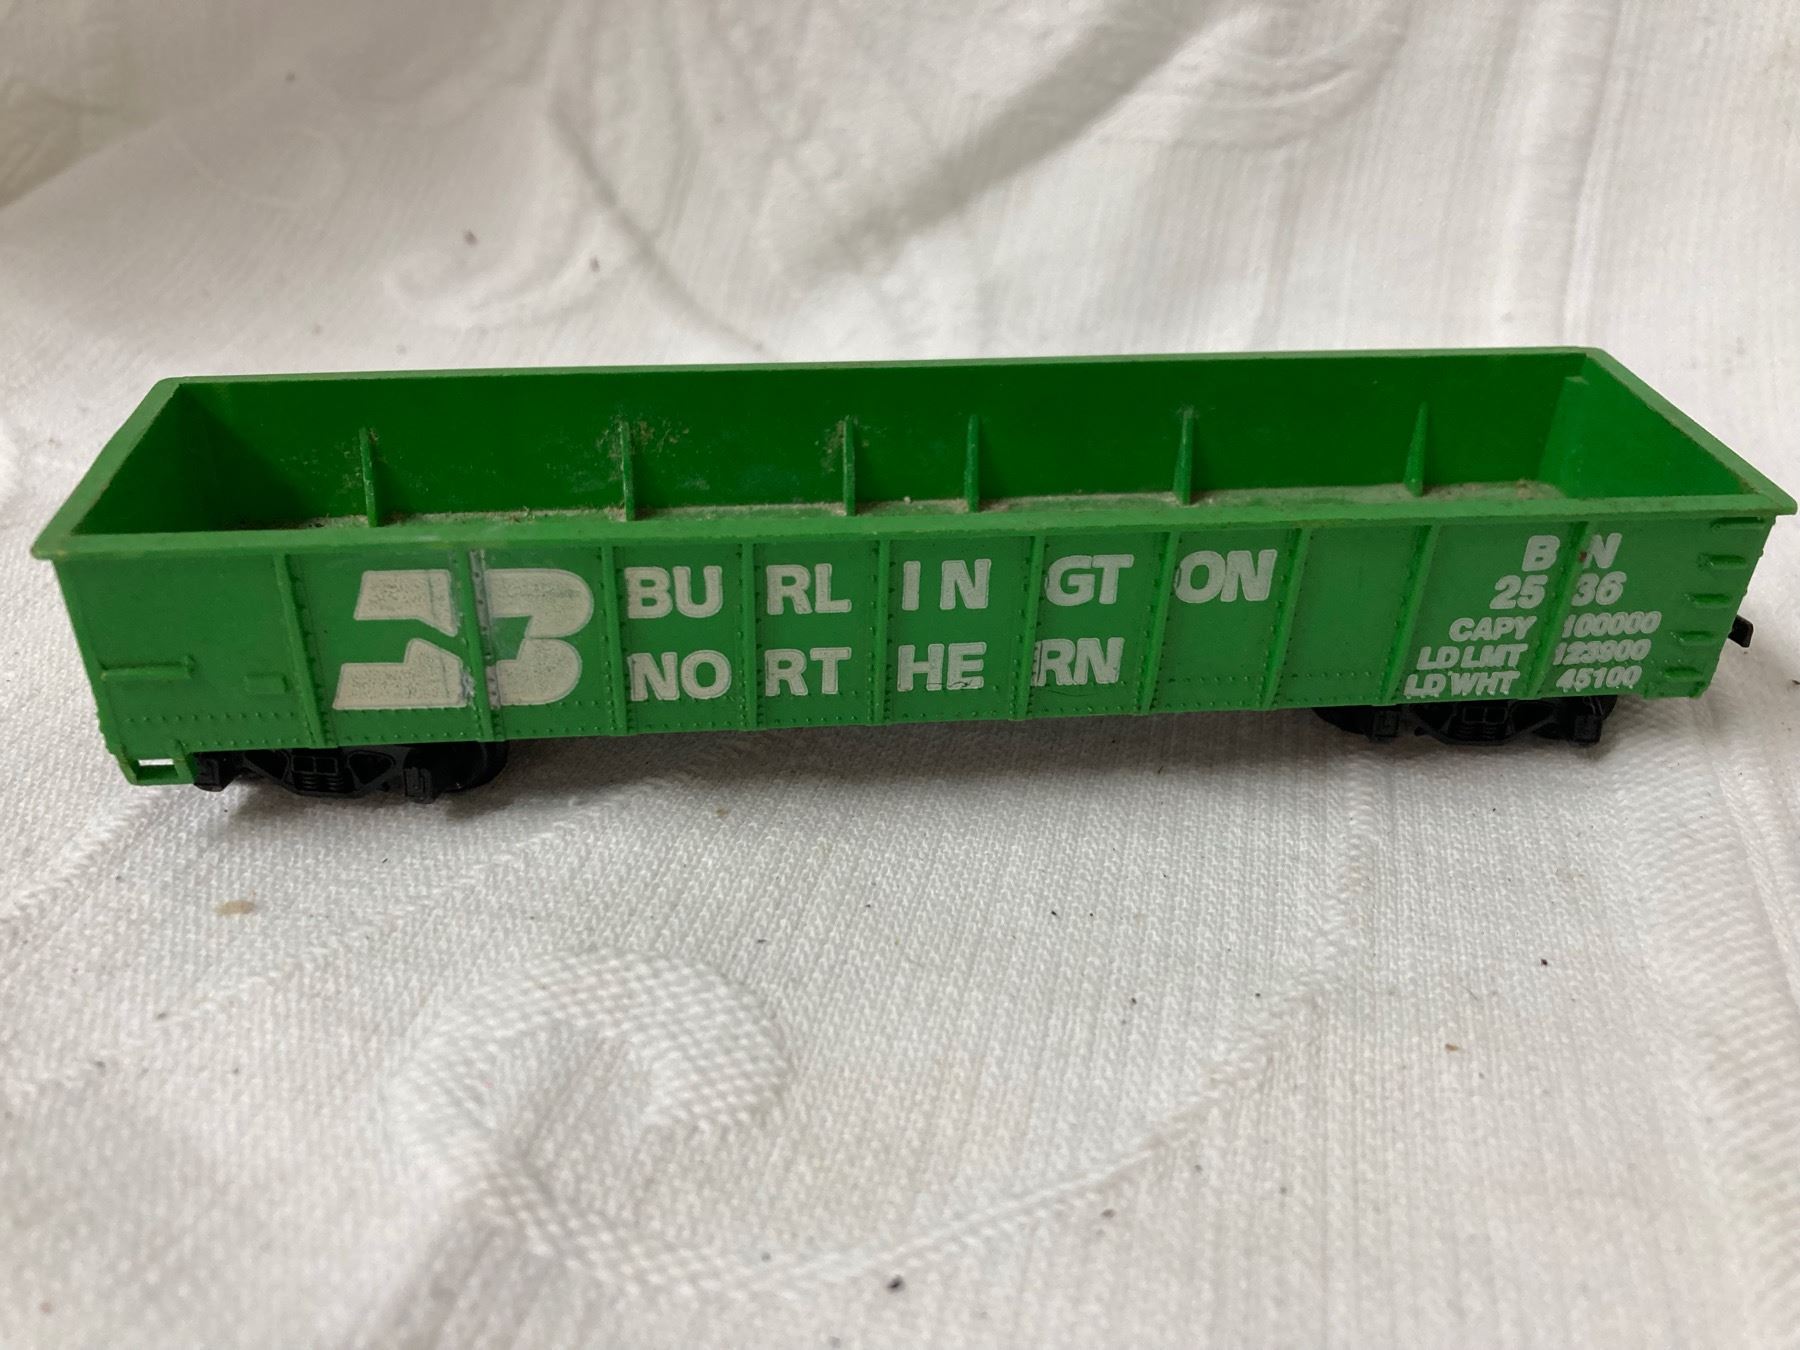 BURLINGTON
NORTHERN
BN
2536
CAPY 100000
LD LMT 123900
LD WHT 45100